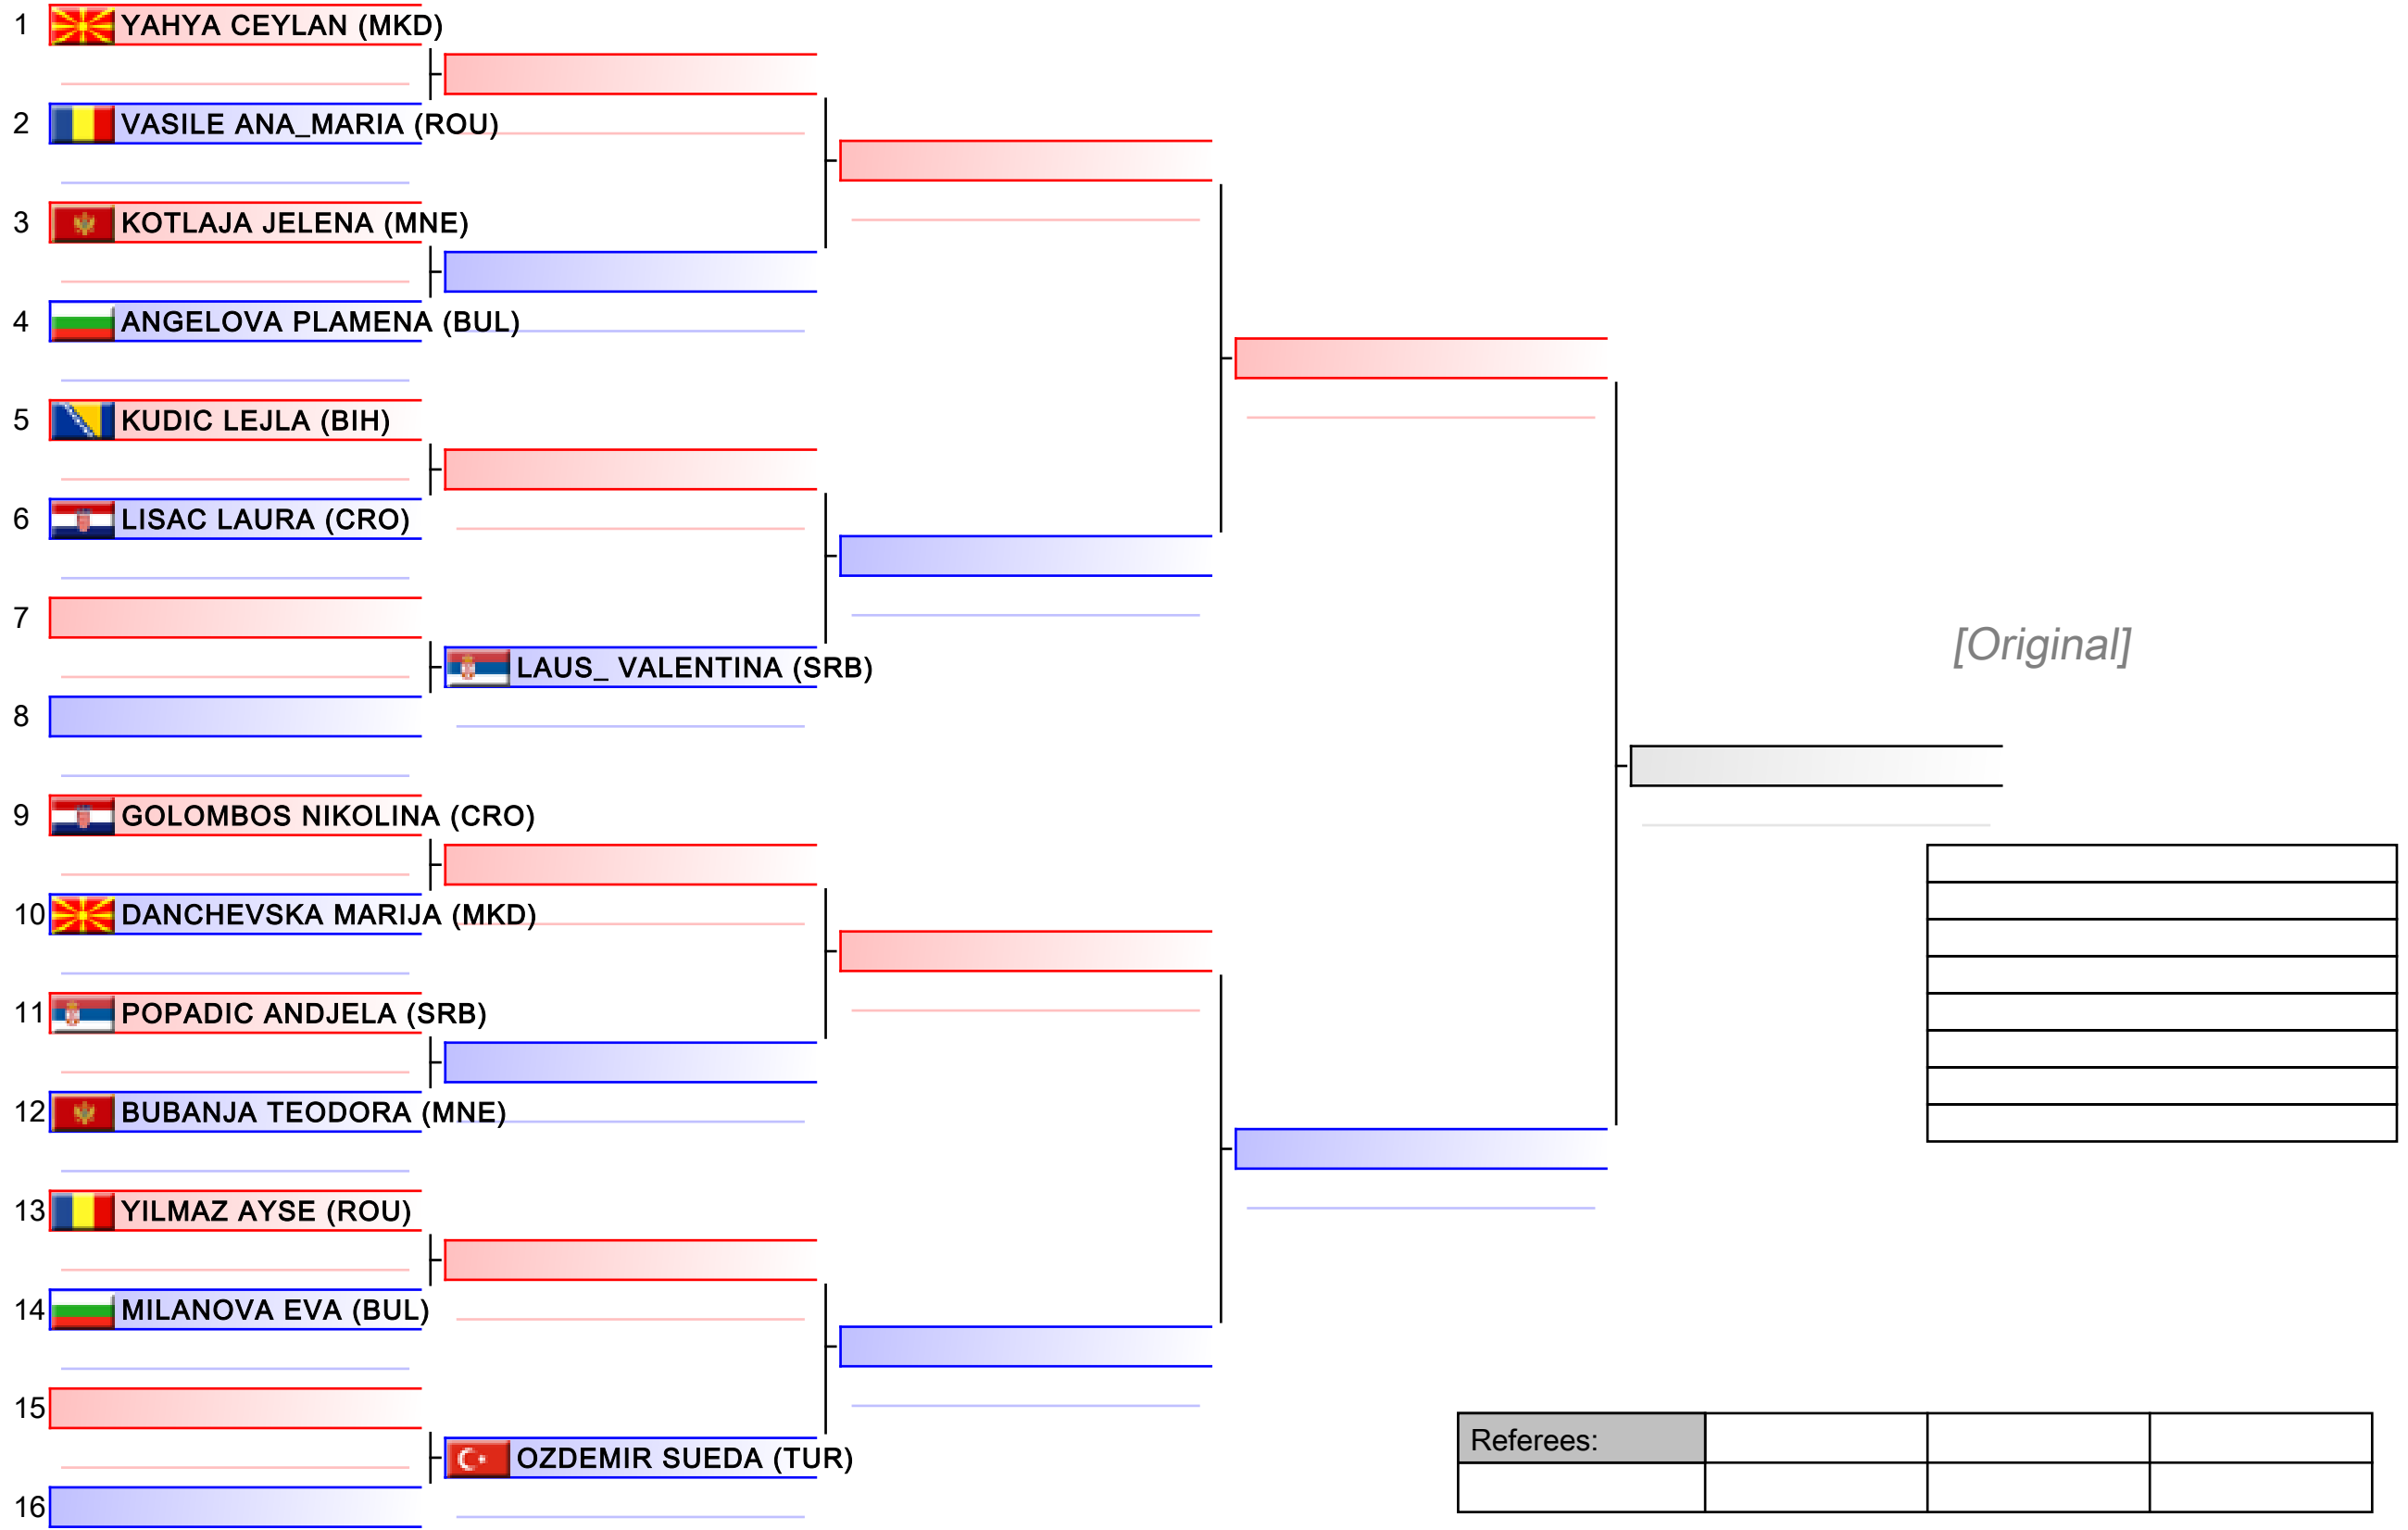 1 YAHYA CEYLAN (MKD)
2 VASILE ANA_MARIA (ROU)
3 KOTLAJA JELENA (MNE)
4 ANGELOVA PLAMENA (BUL)
5 KUDIC LEJLA (BIH)
6 LISAC LAURA (CRO)
7
[Original]
LAUS_ VALENTINA (SRB)
8
9 GOLOMBOS NIKOLINA (CRO)
10 DANCHEVSKA MARIJA (MKD)
11 POPADIC ANDJELA (SRB)
12 BUBANJA TEODORA (MNE)
13 YILMAZ AYSE (ROU)
14 MILANOVA EVA (BUL)
15
Referees:
OZDEMIR SUEDA (TUR)
16